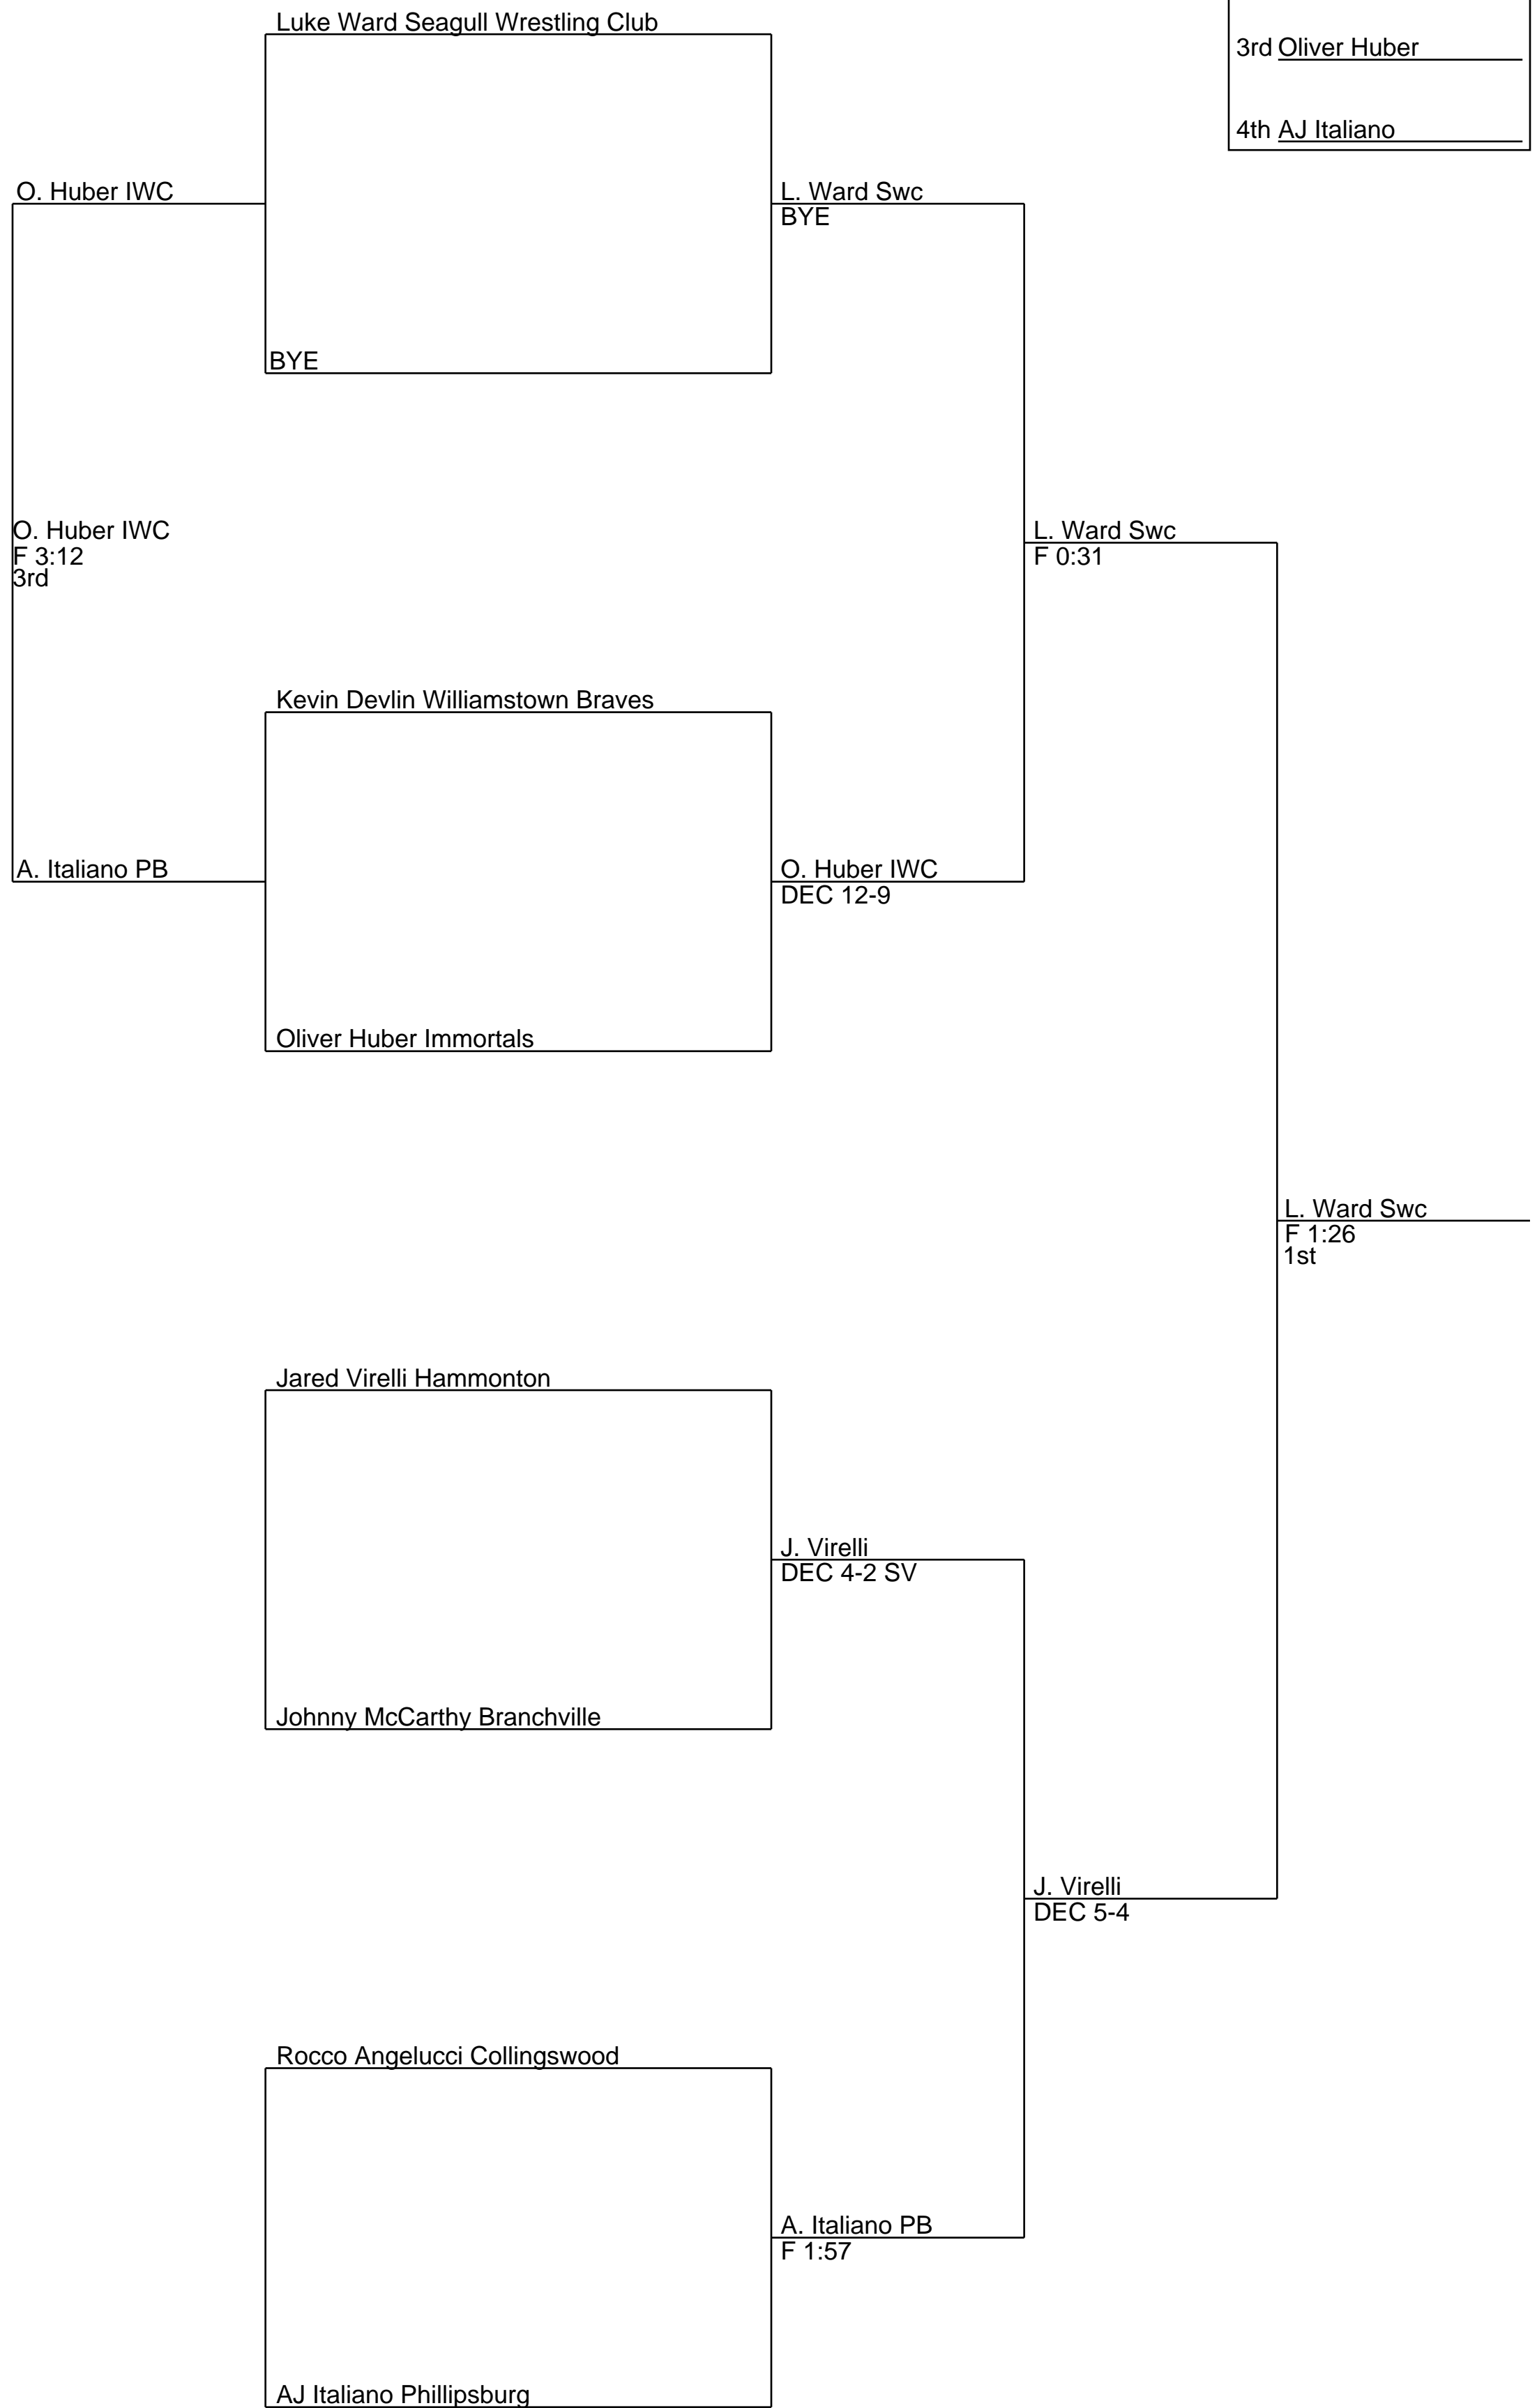 Luke Ward Seagull Wrestling Club
3rd Oliver Huber
4th AJ Italiano
O. Huber IWC
L. Ward Swc
BYE
BYE
O. Huber IWC
F 3:12
3rd
L. Ward Swc
F 0:31
Kevin Devlin Williamstown Braves
A. Italiano PB
O. Huber IWC
DEC 12-9
Oliver Huber Immortals
L. Ward Swc
F 1:26
1st
Jared Virelli Hammonton
J. Virelli
DEC 4-2 SV
Johnny McCarthy Branchville
J. Virelli
DEC 5-4
Rocco Angelucci Collingswood
A. Italiano PB
F 1:57
AJ Italiano Phillipsburg